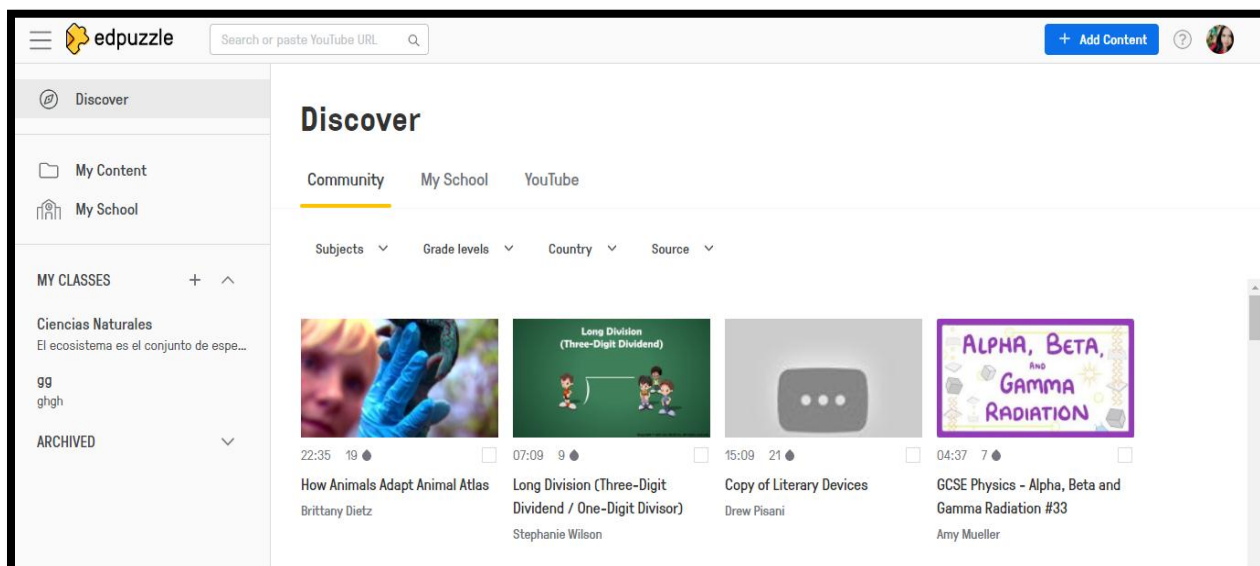 edpuzzle
Search or paste YouTube URL
+ Add Content
?
Discover
My Content
My School
MY CLASSES +
Ciencias Naturales
El ecosistema es el conjunto de espe...
gg
ghgh
ARCHIVED
Discover
Community My School YouTube
Subjects Grade levels Country Source
Long Division
(Three-Digit Dividend)
ALPHA, BETA,
AND
GAMMA
RADIATION
22:35 19
How Animals Adapt Animal Atlas
Brittany Dietz
07:09 9
Long Division (Three-Digit
Dividend / One-Digit Divisor)
Stephanie Wilson
15:09 21
Copy of Literary Devices
Drew Pisani
04:37 7
GCSE Physics - Alpha, Beta and
Gamma Radiation #33
Amy Mueller